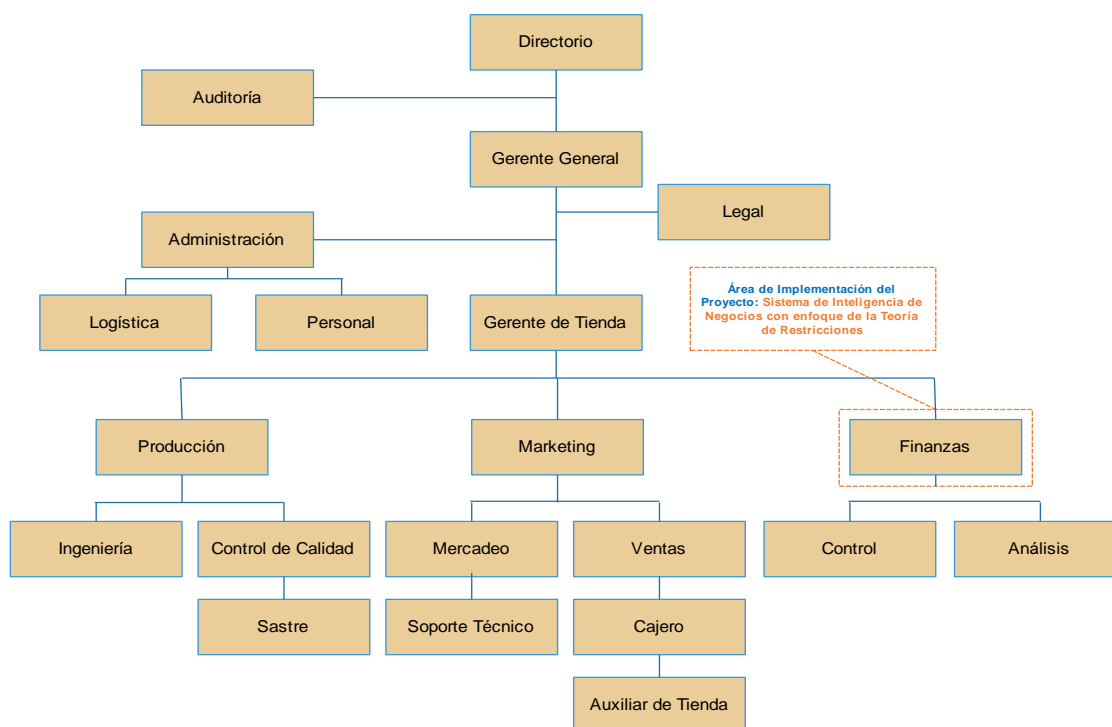 Directorio
Auditoría
Gerente General
Legal
Administración
Logística
Personal
Gerente de Tienda
Área de Implementación del
Proyecto: Sistema de Inteligencia de
Negocios con enfoque de la Teoría
de Restricciones
Producción
Marketing
Finanzas
Ingeniería
Control de Calidad
Mercadeo
Ventas
Control
Análisis
Sastre
Soporte Técnico
Cajero
Auxiliar de Tienda